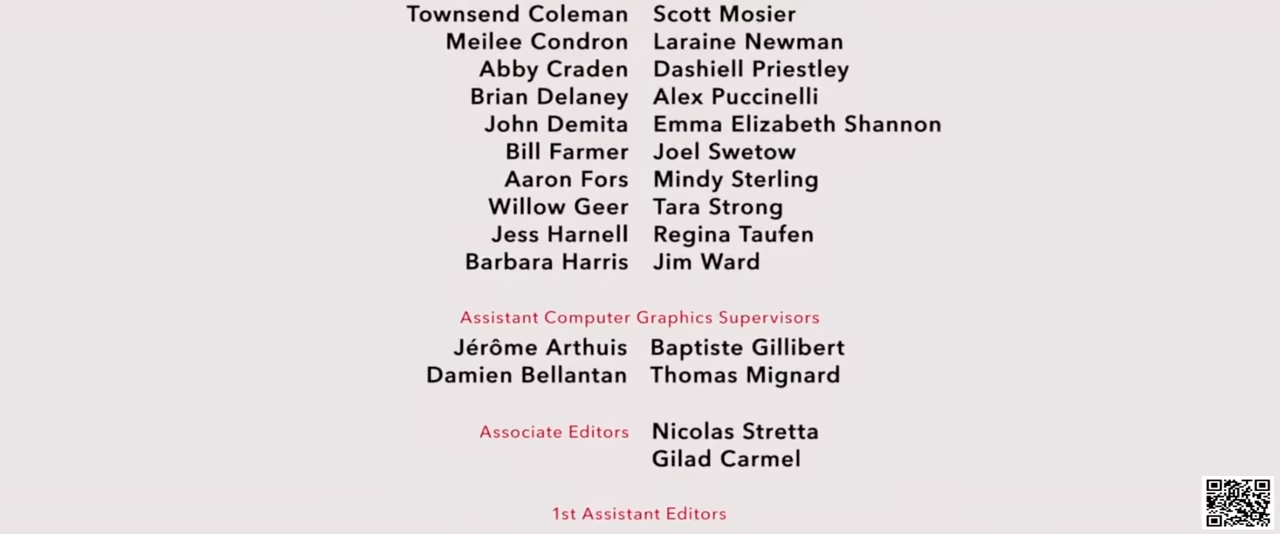 Townsend Coleman Scott Mosier
Meilee Condron Laraine Newman
Abby Craden Dashiell Priestley
Brian Delaney Alex Puccinelli
John Demita Emma Elizabeth Shannon
Bill Farmer Joel Swetow
Aaron Fors Mindy Sterling
Willow Geer Tara Strong
Jess Harnell Regina Taufen
Barbara Harris Jim Ward
Assistant Computer Graphics Supervisors
Jérôme Arthuis Baptiste Gillibert
Damien Bellantan Thomas Mignard
Associate Editors Nicolas Stretta
Gilad Carmel
1st Assistant Editors